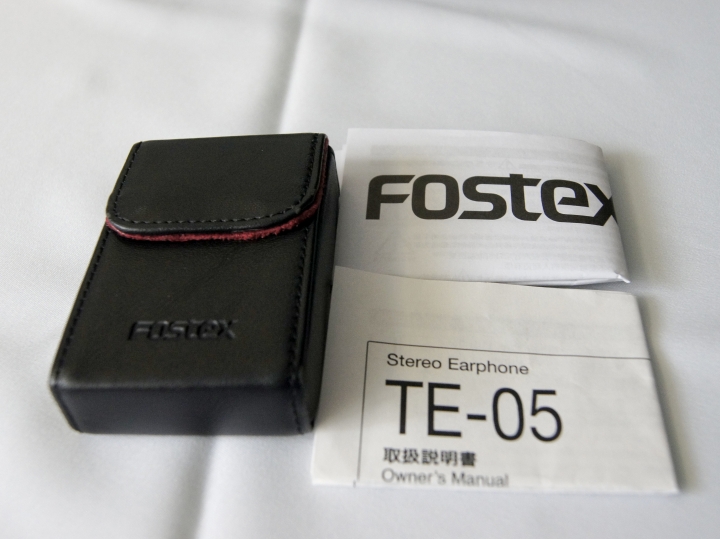 FOSTEX
FOSTEX
Stereo Earphone
TE-05
取扱説明書
Owner's Manual